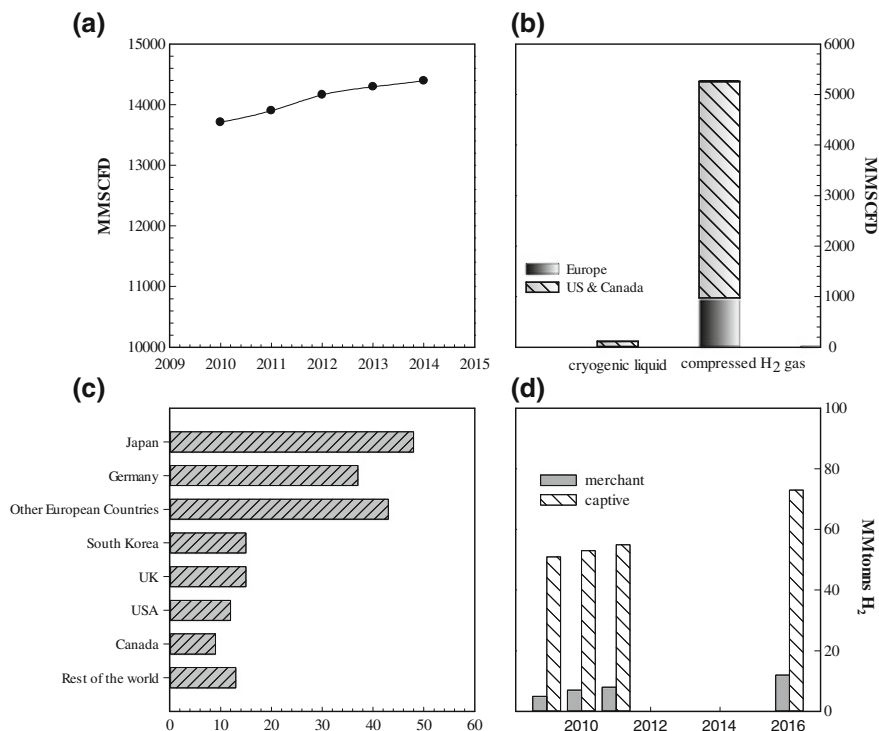 (a)
MMSCFD
15000
14000
13000
12000
11000
10000
2009 2010 2011 2012 2013 2014 2015
(b)
Europe
US & Canada
cryogenic liquid compressed H2 gas
6000
5000
4000
3000
2000
1000
0
MMSCFD
(c)
Japan
Germany
Other European Countries
South Korea
UK
USA
Canada
Rest of the world
0 10 20 30 40 50 60
(d)
merchant
captive
2010 2012 2014 2016
100
80
60
40
20
0
MMtonns H2